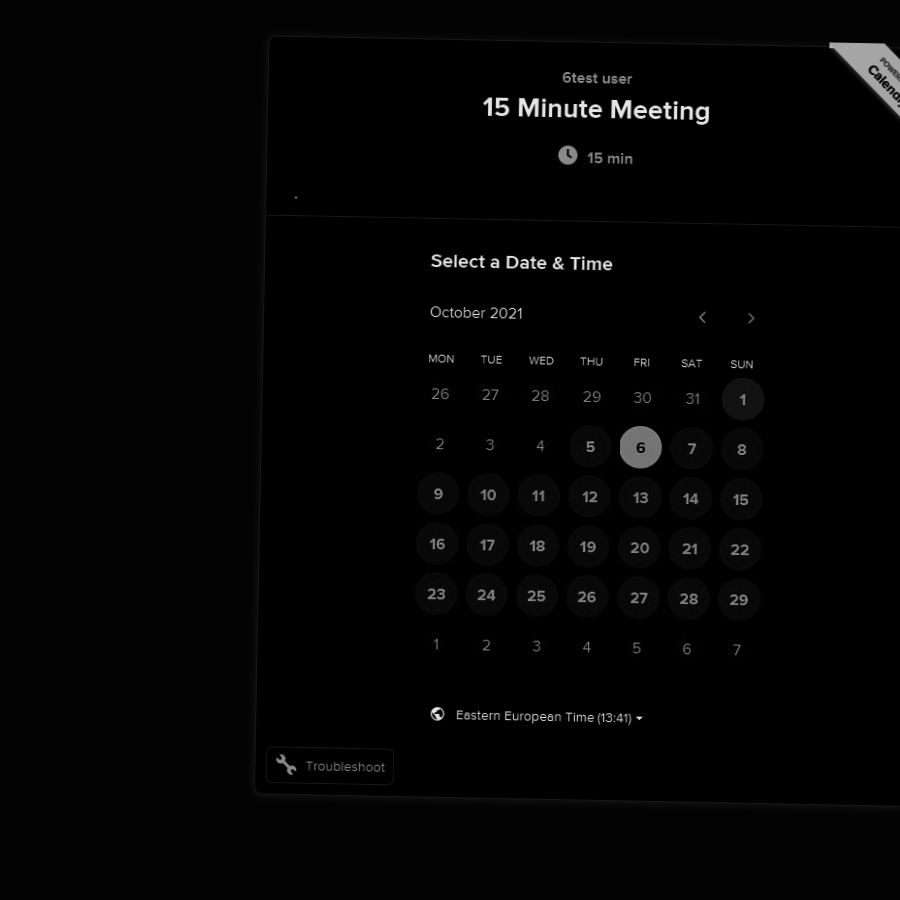 6test user
15 Minute Meeting
15 min
Select a Date & Time
October 2021
MON TUE WED THU FRI SAT SUN
26 27 28 29 30 31 1
2 3 4 5 6 7 8
9 10 11 12 13 14 15
16 17 18 19 20 21 22
23 24 25 26 27 28 29
1 2 3 4 5 6 7
Eastern European Time (13:41)
Troubleshoot